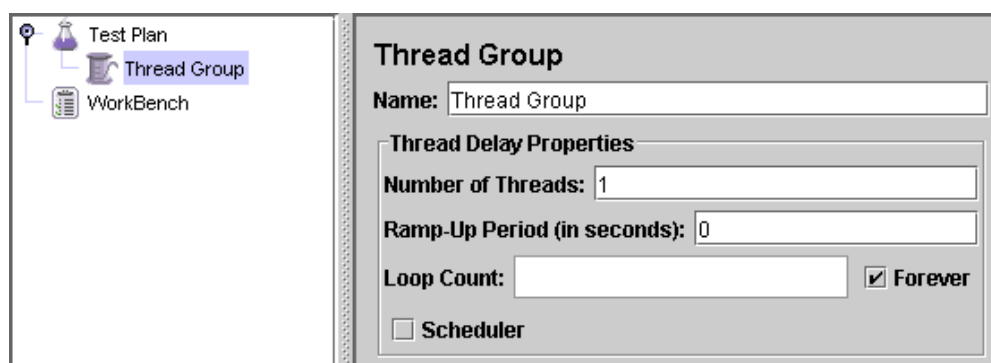 Test Plan
Thread Group
WorkBench
Thread Group
Name: Thread Group
Thread Delay Properties
Number of Threads: 1
Ramp-Up Period (in seconds): 0
Loop Count: Forever
Scheduler